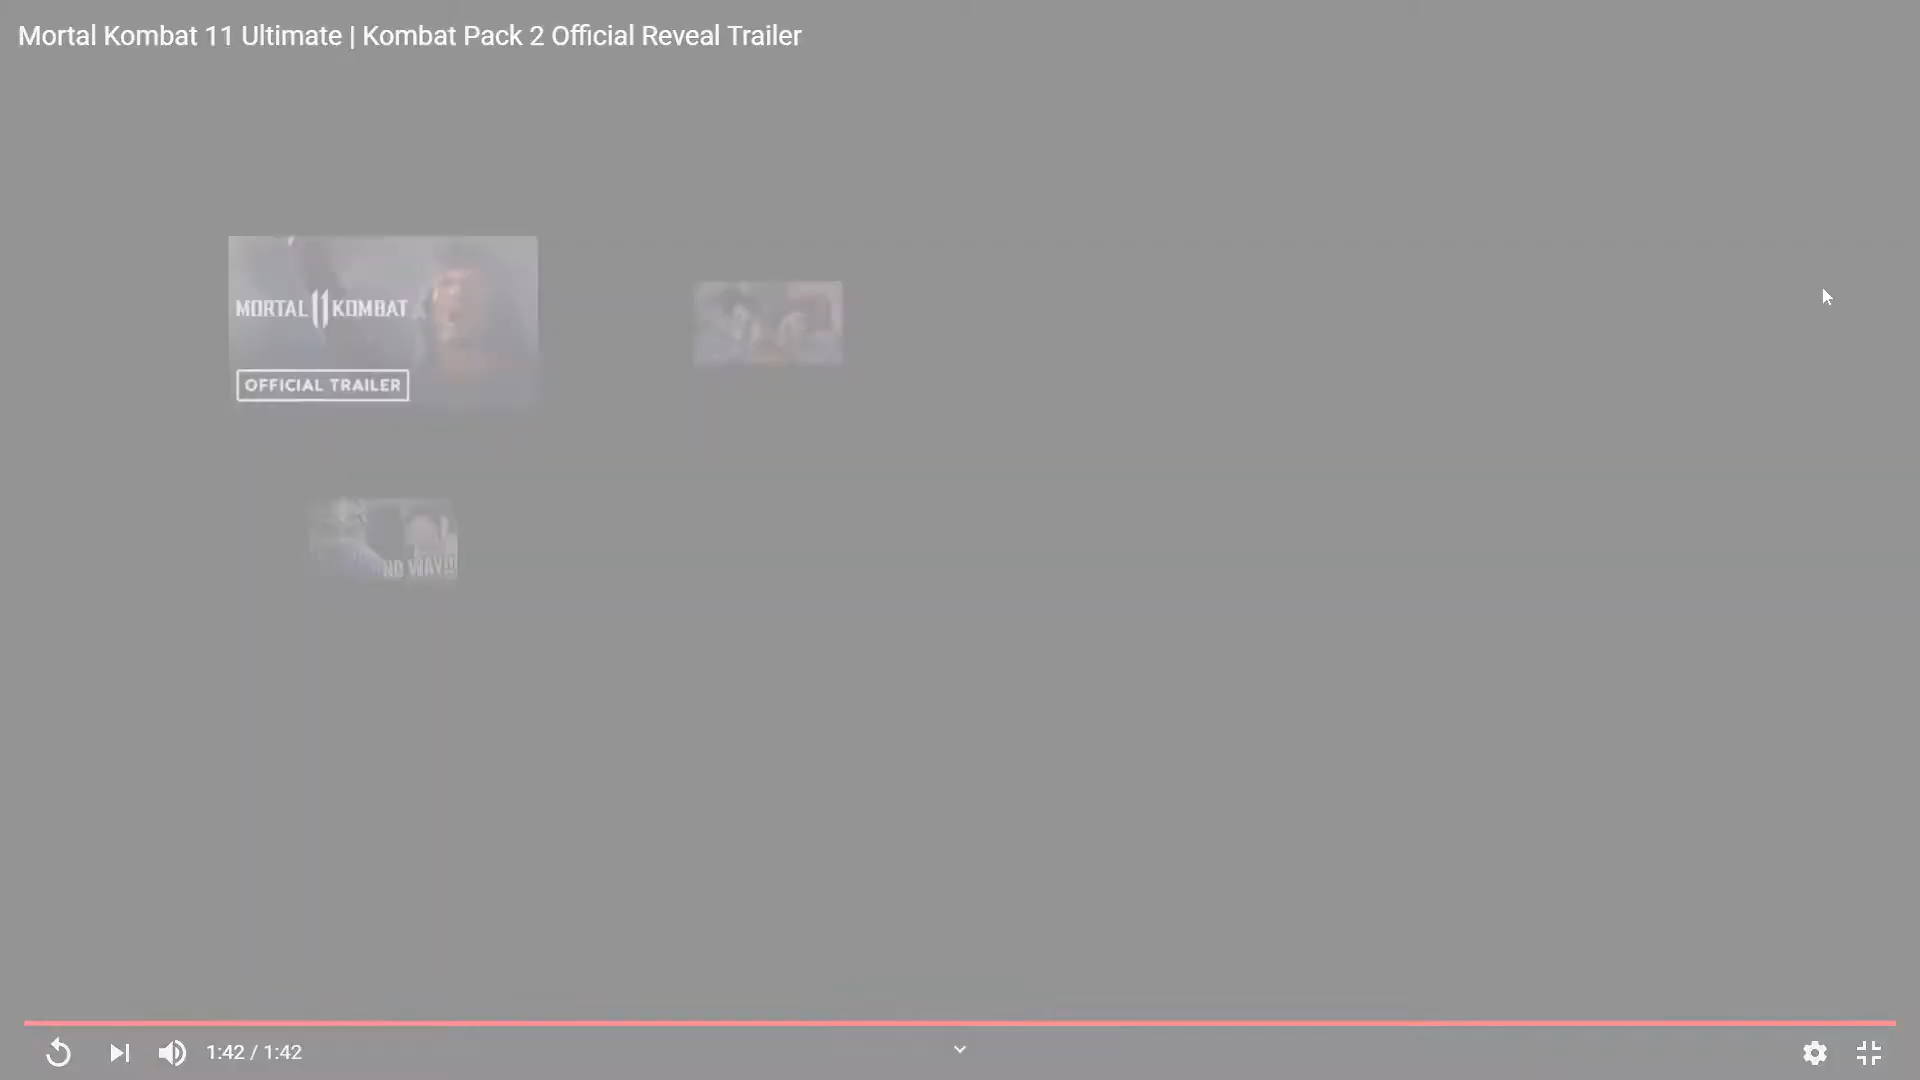 Mortal Kombat 11 Ultimate | Kombat Pack 2 Official Reveal Trailer
MORTAL 11 KOMBAT
OFFICIAL TRAILER
1:42 / 1:42